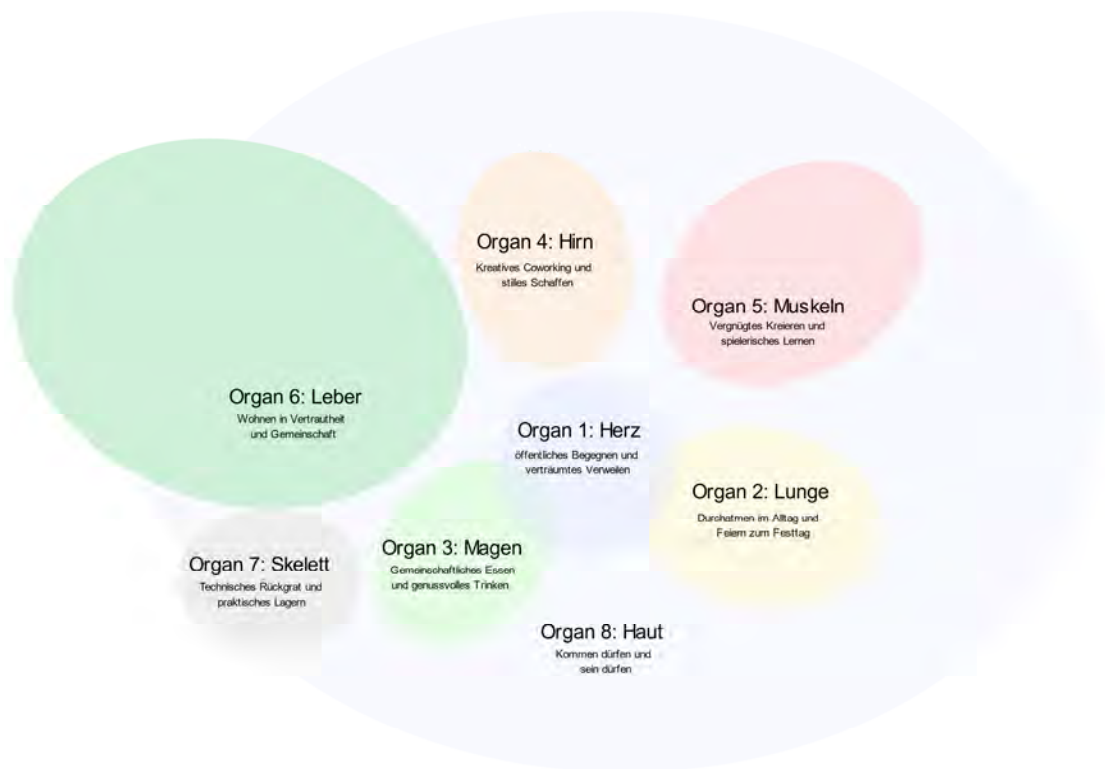 Organ 4: Hirn
Kreatives Coworking und
stilles Schaffen
Organ 5: Muskeln
Vergnügtes Kreieren und
spielerisches Lernen
Organ 6: Leber
Wohnen in Vertrautheit
und Gemeinschaft
Organ 1: Herz
öffentliches Begegnen und
verträumtes Verweilen
Organ 2: Lunge
Durchatmen im Alltag und
Feiern zum Festtag
Organ 3: Magen
Gemeinschaftliches Essen
und genussvolles Trinken
Organ 7: Skelett
Technisches Rückgrat und
praktisches Lagern
Organ 8: Haut
Kommen dürfen und
sein dürfen